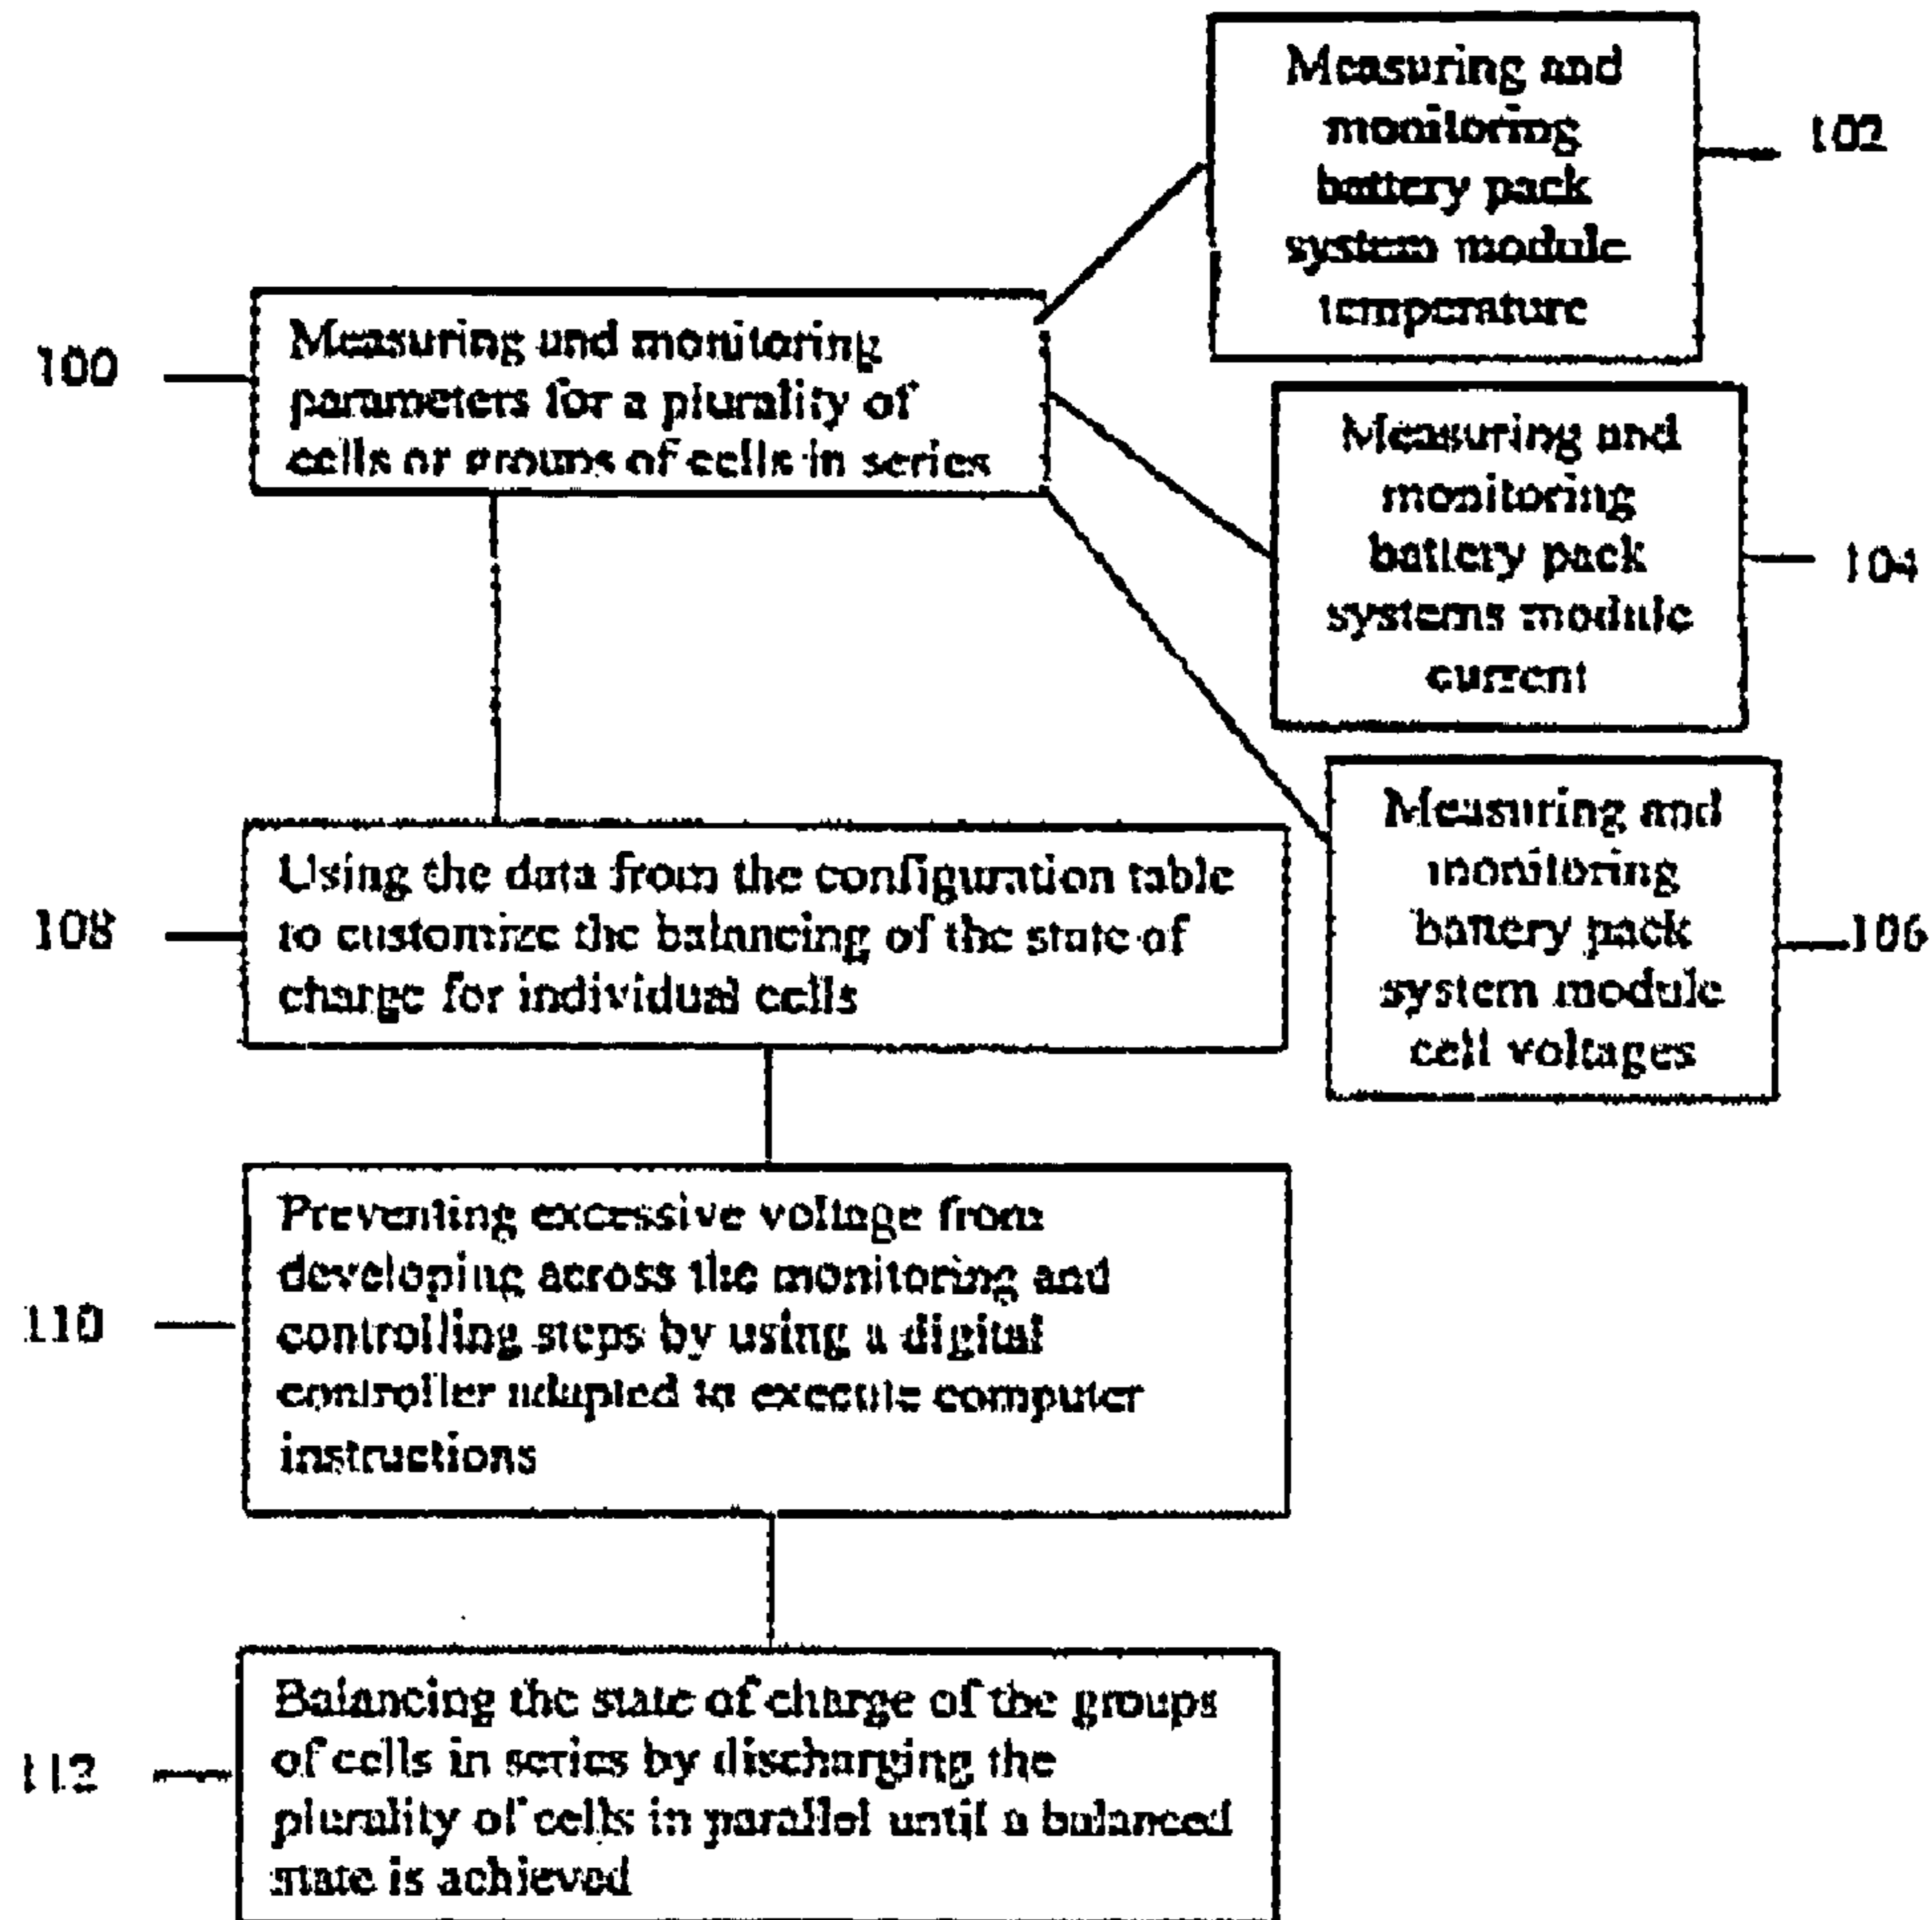 Measuring and
monitoring
battery pack
system module
temperature
102
100
Measuring and monitoring
parameters for a plurality of
cells or groups of cells in series
Measuring and
monitoring
battery pack
systems module
current
104
Measuring and
monitoring
battery pack
system module
cell voltages
106
108
Using the data from the configuration table
to customize the balancing of the state of
charge for individual cells
110
Preventing excessive voltage from
developing across the monitoring and
controlling steps by using a digital
controller adapted to execute computer
instructions
112
Balancing the state of charge of the groups
of cells in series by discharging the
plurality of cells in parallel until a balanced
state is achieved